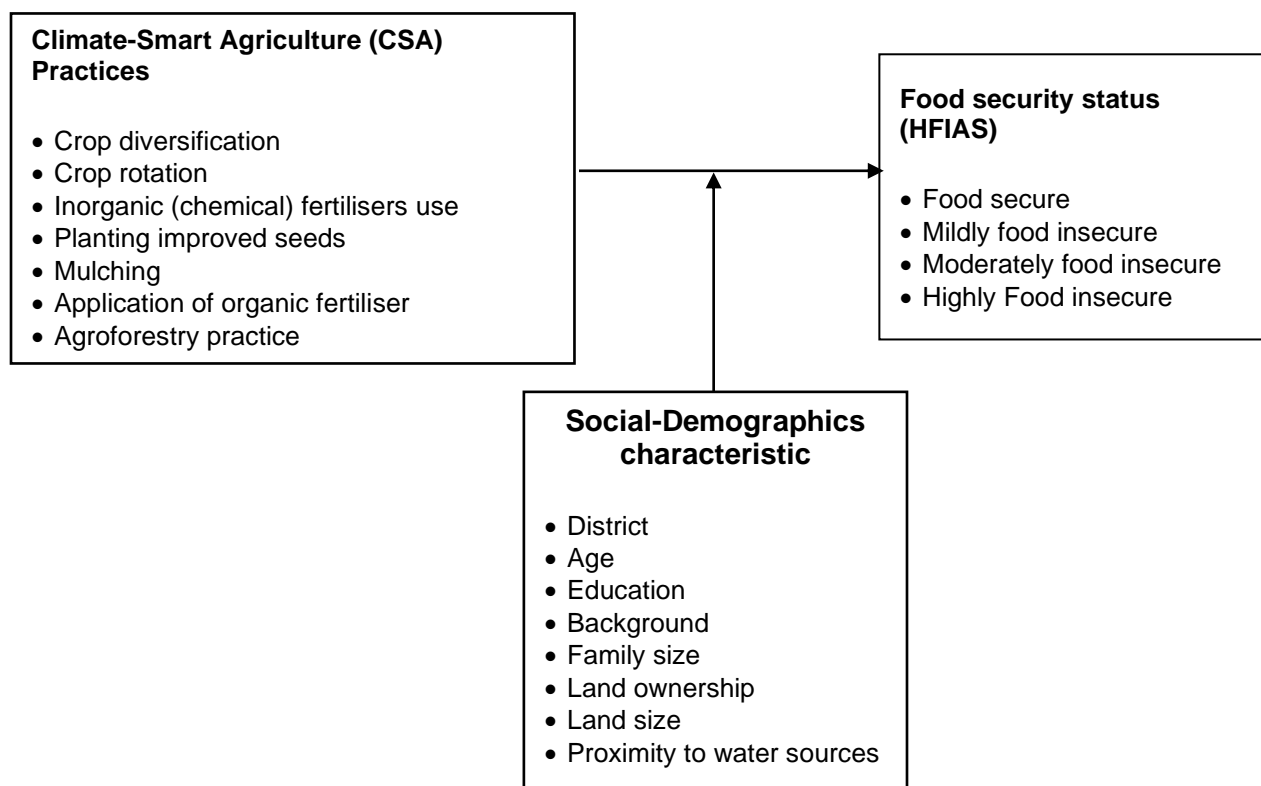 Climate-Smart Agriculture (CSA)
Practices
• Crop diversification
• Crop rotation
• Inorganic (chemical) fertilisers use
• Planting improved seeds
• Mulching
• Application of organic fertiliser
• Agroforestry practice
Food security status
(HFIAS)
• Food secure
• Mildly food insecure
• Moderately food insecure
• Highly Food insecure
Social-Demographics
characteristic
• District
• Age
• Education
• Background
• Family size
• Land ownership
• Land size
• Proximity to water sources